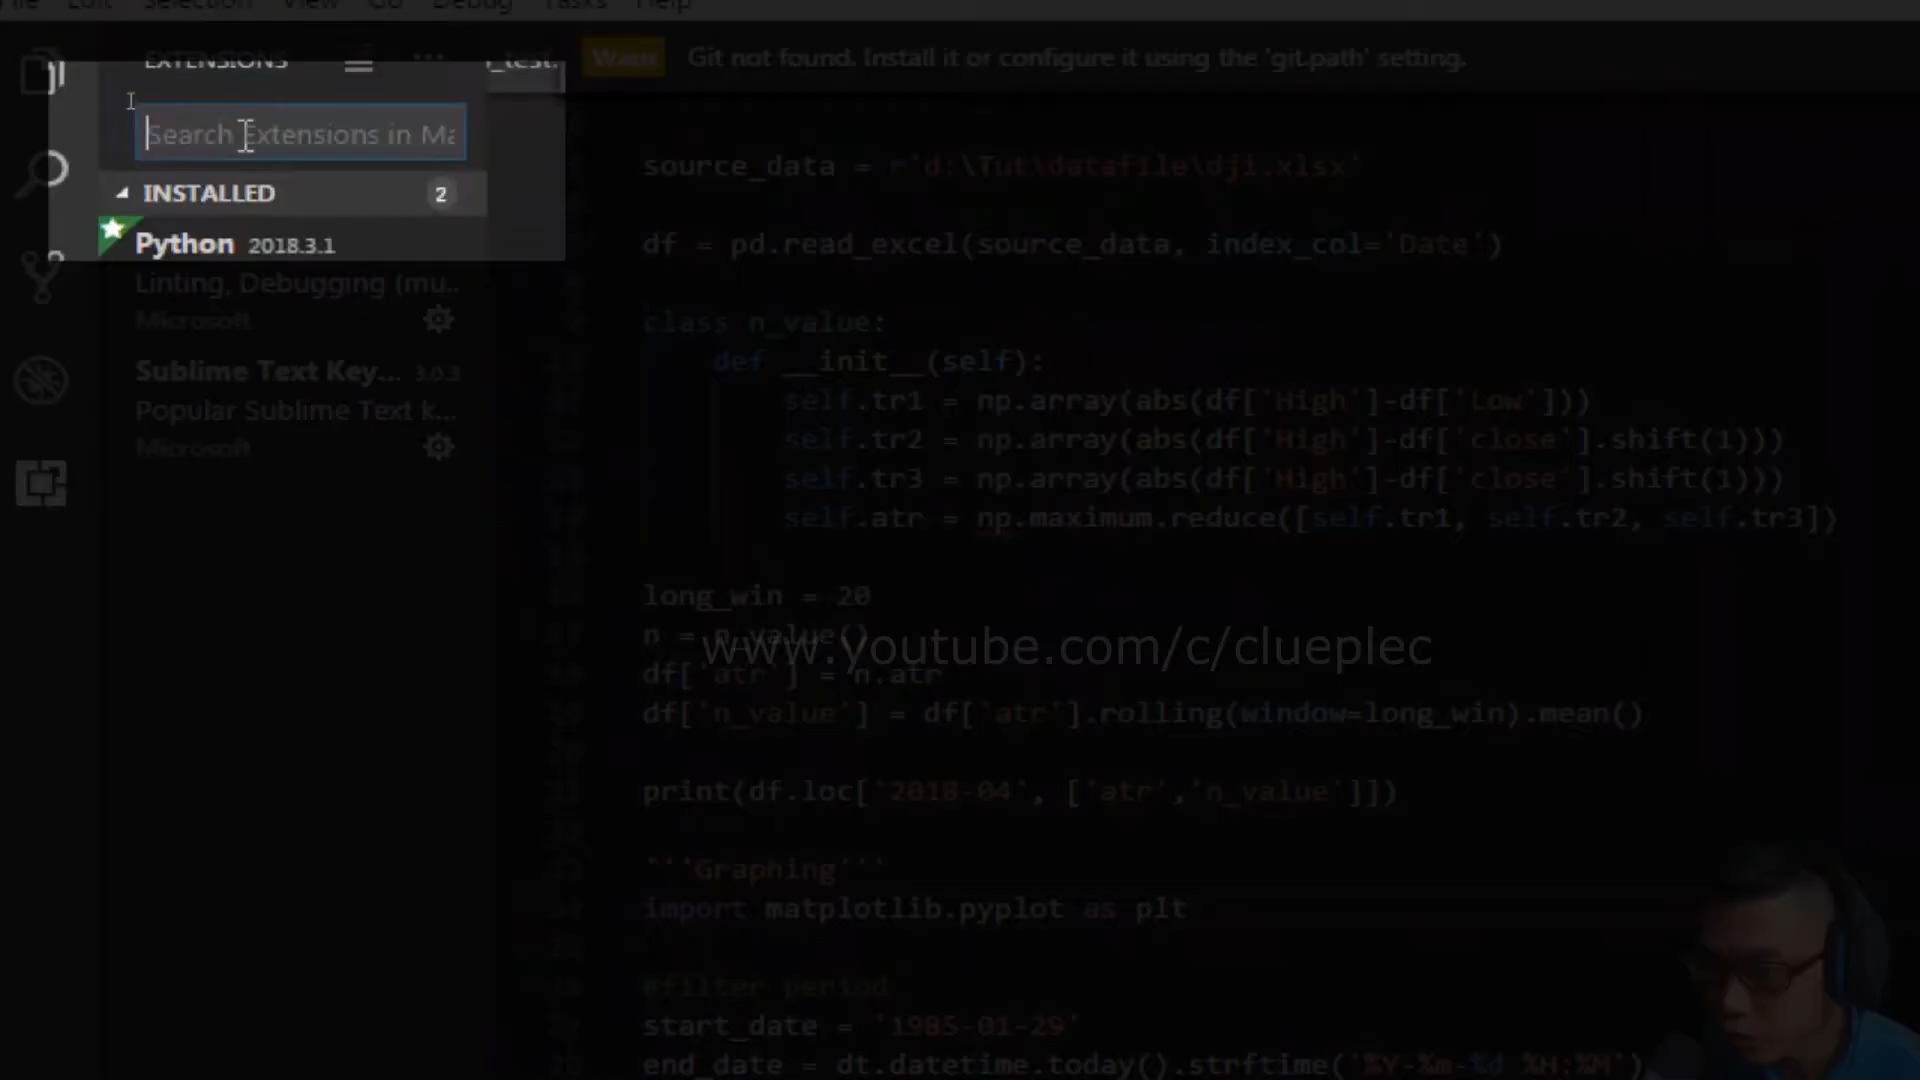 File Edit Selection View Go Debug Tasks Help
EXTENSIONS
_test.
Warn Git not found. Install it or configure it using the 'git.path' setting.
Search Extensions in Ma
INSTALLED 2
Python 2018.3.1
Linting, Debugging (mu..
Microsoft
Sublime Text Key... 3.0.3
Popular Sublime Text k...
Microsoft
source_data = r'd:\Tut\datafile\dji.xlsx'
df = pd.read_excel(source_data, index_col='Date')
class n_value:
def __init__(self):
self.tr1 = np.array(abs(df['High']-df['Low']))
self.tr2 = np.array(abs(df['High']-df['close'].shift(1)))
self.tr3 = np.array(abs(df['High']-df['close'].shift(1)))
self.atr = np.maximum.reduce([self.tr1, self.tr2, self.tr3])
long_win = 20
n = n_value()
www.youtube.com/c/clueplec
df['atr'] = n.atr
df['n_value'] = df['atr'].rolling(window=long_win).mean()
print(df.loc['2018-04', ['atr','n_value']])
'''Graphing'''
import matplotlib.pyplot as plt
#filter period
start_date = '1985-01-29'
end_date = dt.datetime.today().strftime('%Y-%m-%d %H:%M')